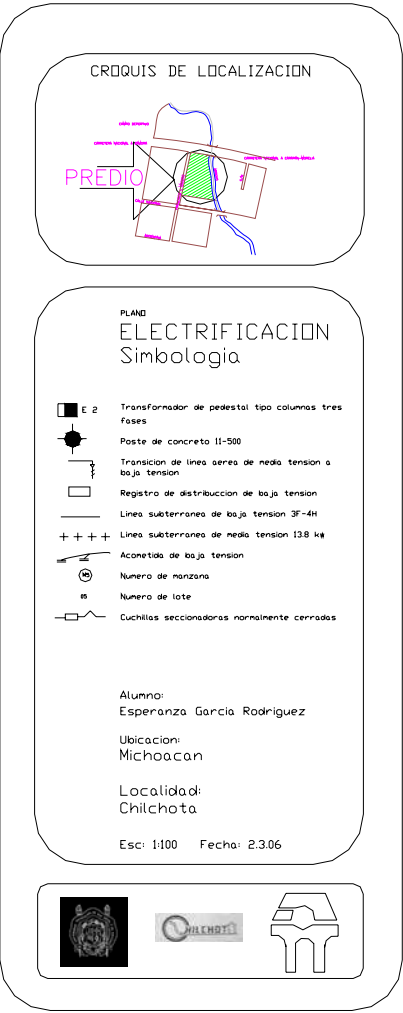 CROQUIS DE LOCALIZACION
PREDIO
PLANO
ELECTRIFICACION
Simbologia
E 2 Transformador de pedestal tipo columnas tres
fases
Poste de concreto 11-500
Transicion de linea aerea de media tension a
baja tension
Registro de distribuccion de baja tension
Linea subterranea de baja tension 3F-4H
Linea subterranea de media tension 13.8 kw
Acometida de baja tension
Numero de manzana
05 Numero de lote
Cuchillas seccionadoras normalmente cerradas
Alumno:
Esperanza Garcia Rodriguez
Ubicacion:
Michoacan
Localidad:
Chilchota
Esc: 1:100 Fecha: 2.3.06
CHILCHOTA